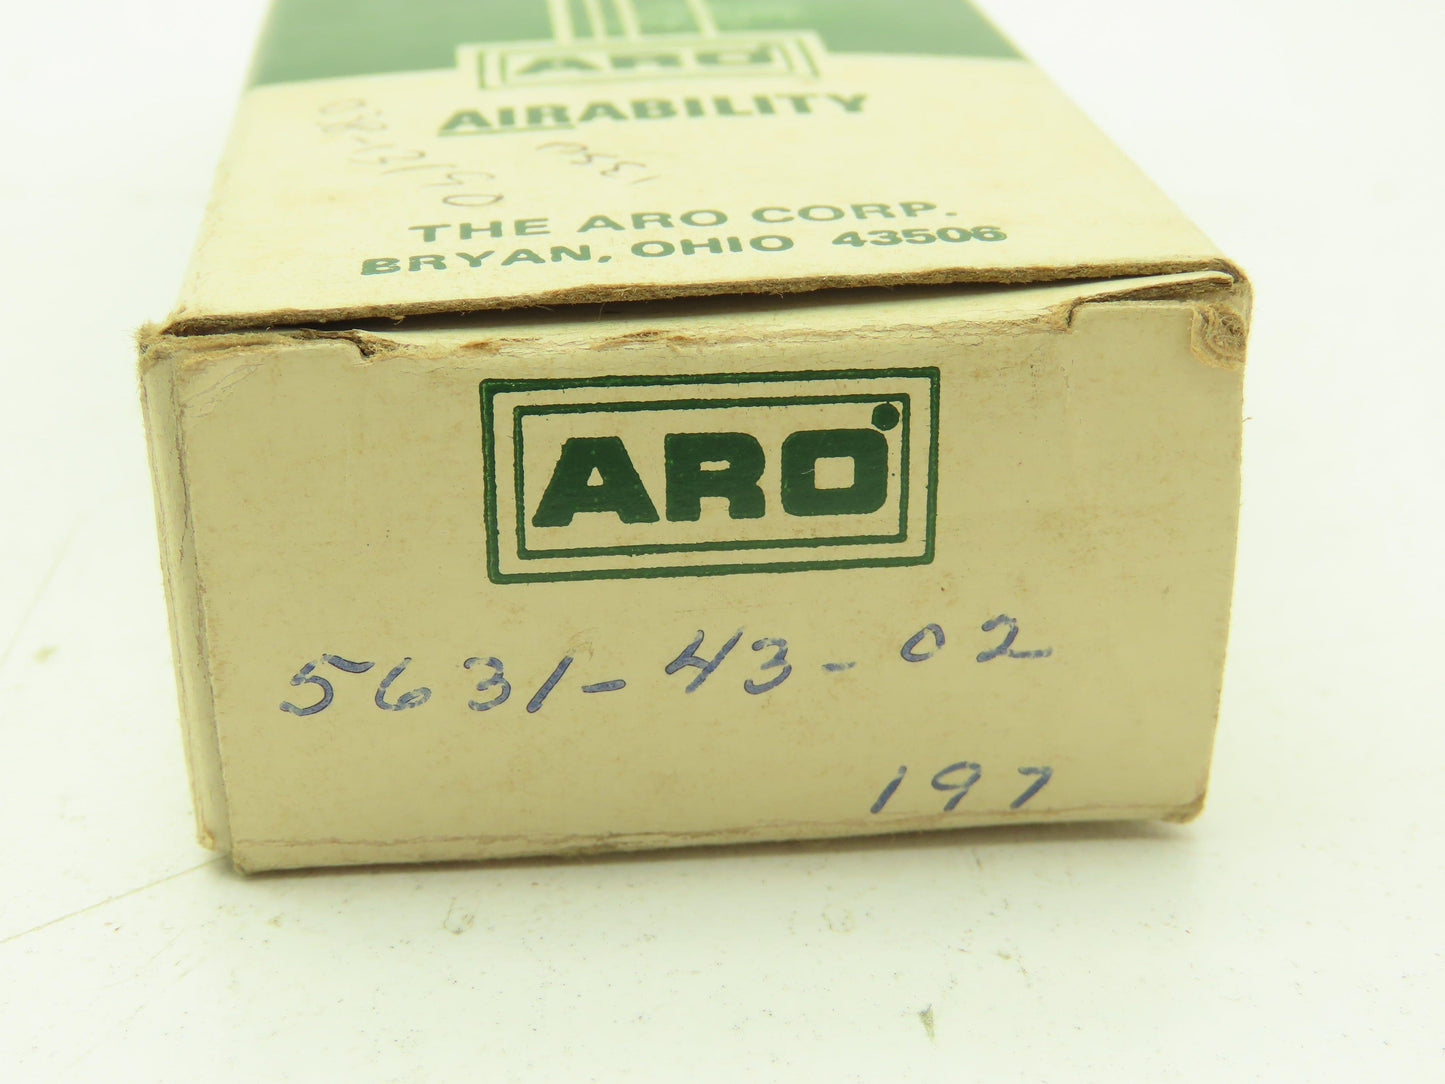 ARO
AIRABILITY
THE ARO CORP.
BRYAN, OHIO 43506
ARO
5631-43-02
197